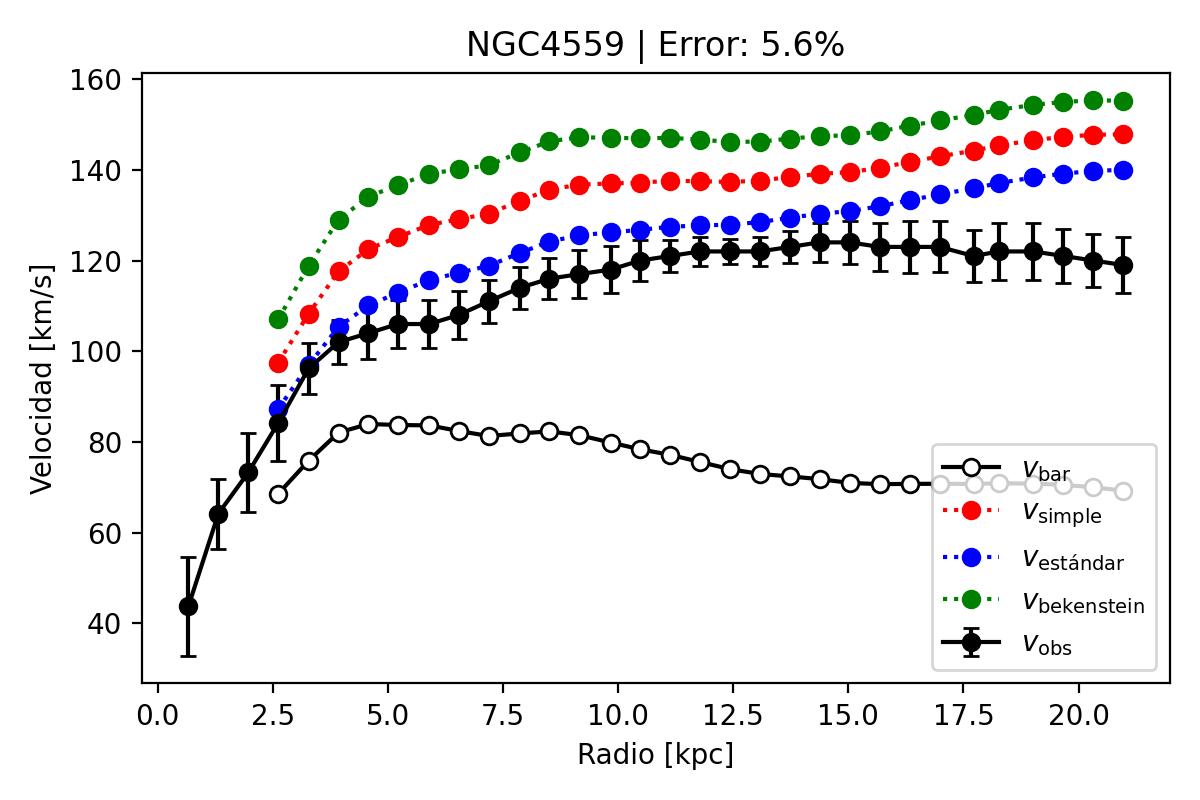 NGC4559 | Error: 5.6%
160
140
120
100
80
60
40
Velocidad [km/s]
v_bar
v_simple
v_estándar
v_bekenstein
v_obs
0.0 2.5 5.0 7.5 10.0 12.5 15.0 17.5 20.0
Radio [kpc]